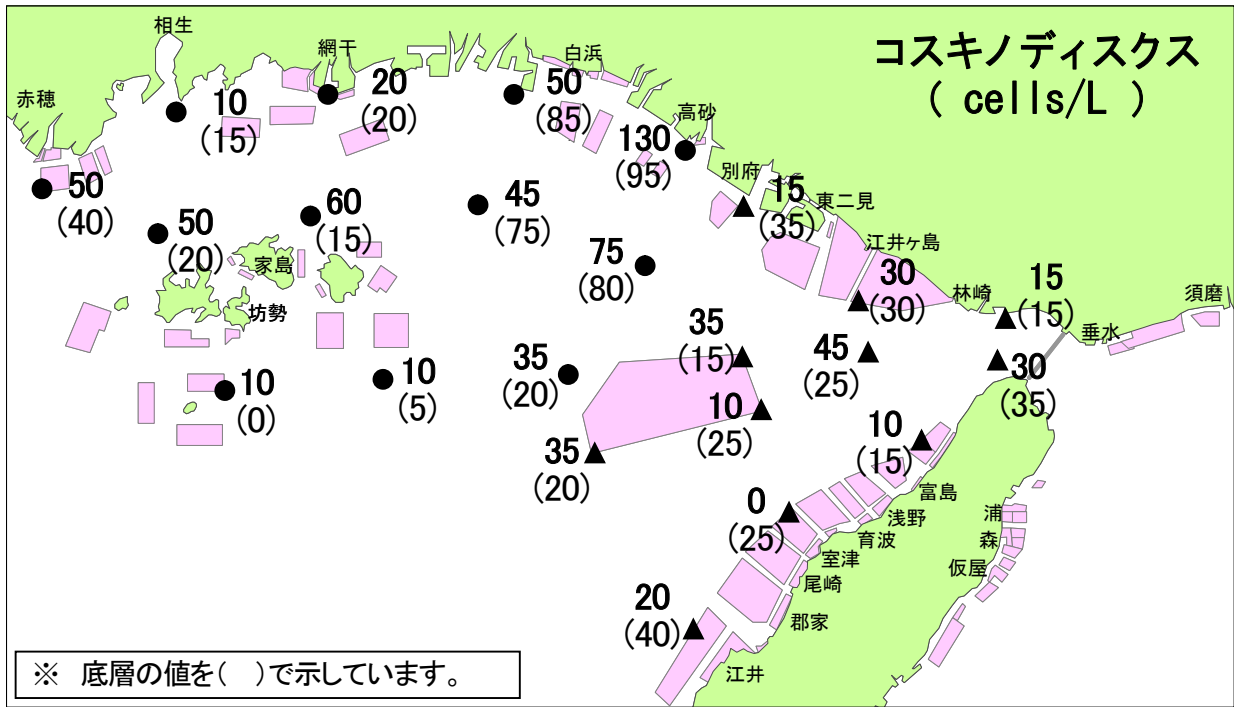 コスキノディスクス
( cells/L )
相生
網干
白浜
赤穂
高砂
別府
東二見
江井ヶ島
林崎
垂水
須磨
家島
坊勢
富島
浅野
育波
室津
尾崎
郡家
江井
浦
森
仮屋
10
(15)
20
(20)
50
(85)
130
(95)
50
(40)
50
(20)
60
(15)
45
(75)
75
(80)
15
(35)
30
(30)
15
(15)
30
(35)
45
(25)
35
(15)
35
(20)
10
(25)
35
(20)
10
(0)
10
(5)
10
(15)
0
(25)
20
(40)
※ 底層の値を( )で示しています。